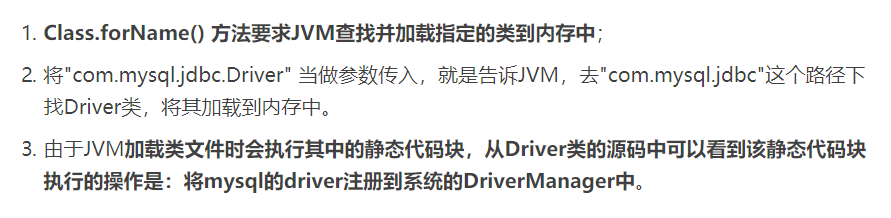 1. Class.forName() 方法要求JVM查找并加载指定的类到内存中；
2. 将"com.mysql.jdbc.Driver" 当做参数传入，就是告诉JVM，去"com.mysql.jdbc"这个路径下
找Driver类，将其加载到内存中。
3. 由于JVM加载类文件时会执行其中的静态代码块，从Driver类的源码中可以看到该静态代码块
执行的操作是：将mysql的driver注册到系统的DriverManager中。